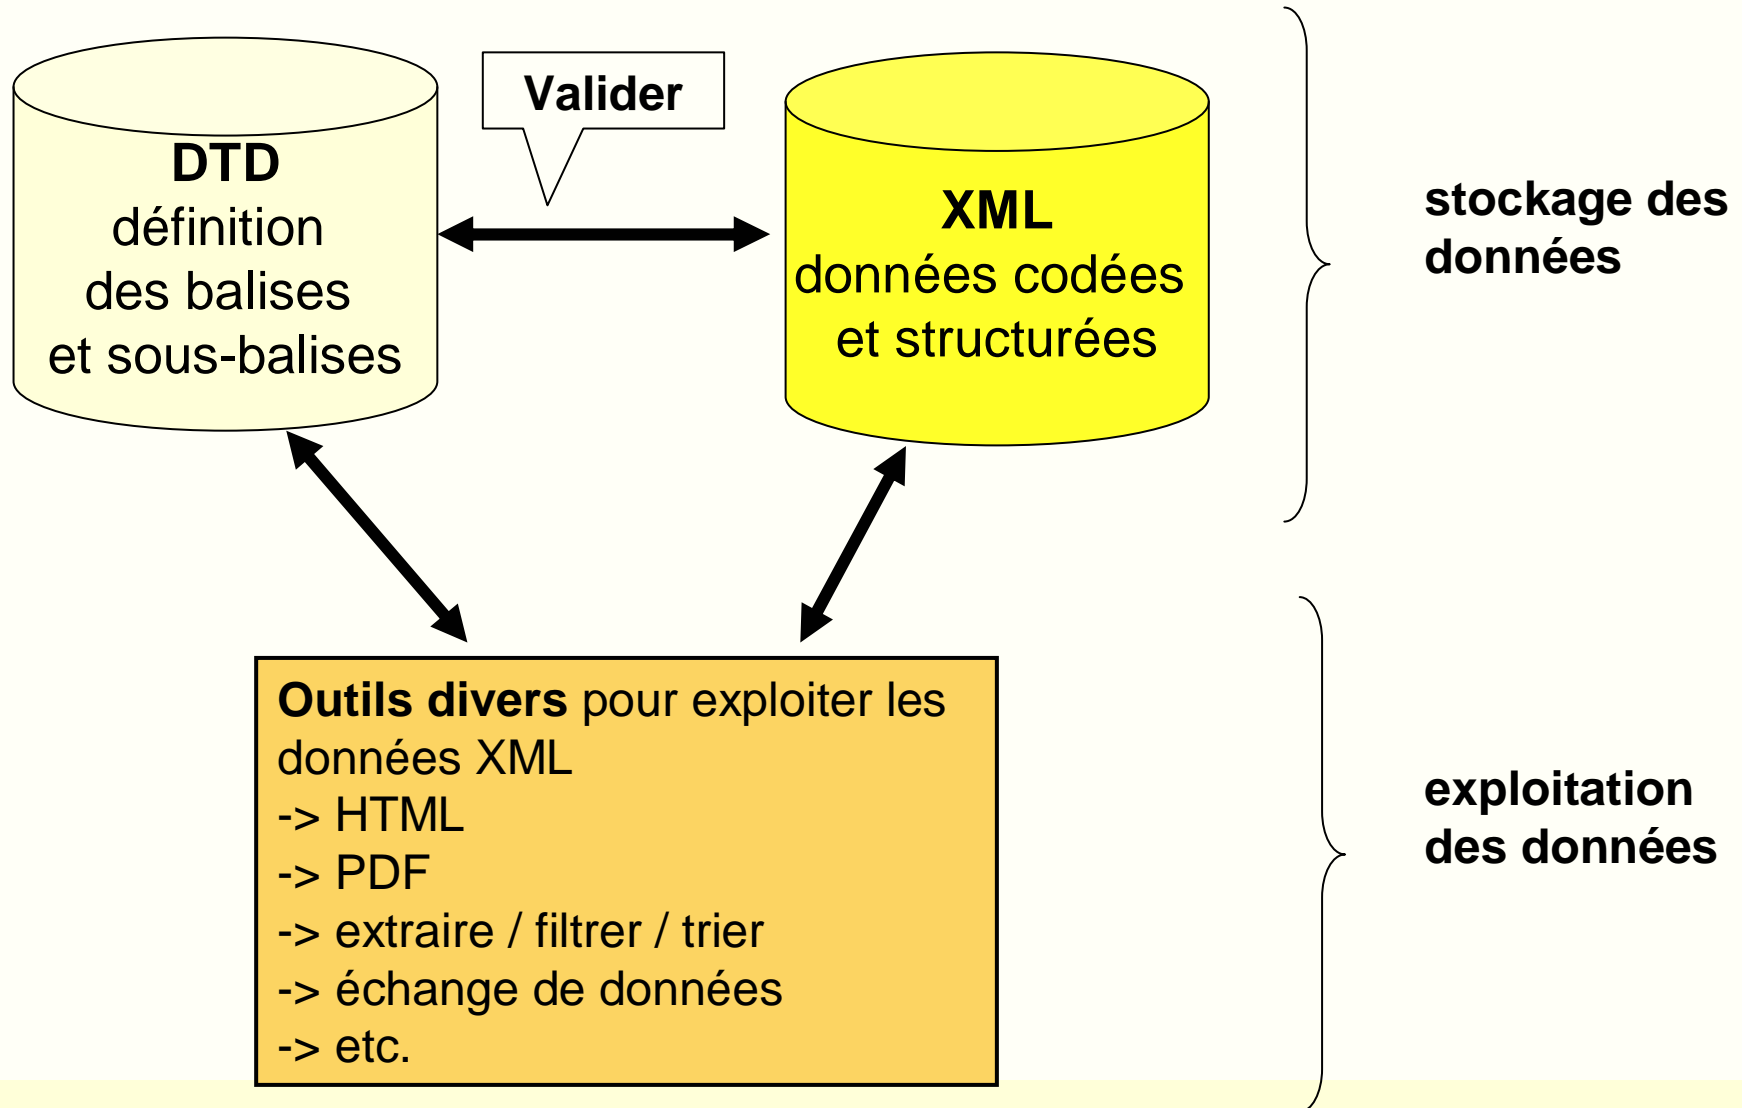 Valider
DTD
définition
des balises
et sous-balises
XML
données codées
et structurées
stockage des
données
Outils divers pour exploiter les
données XML
-> HTML
-> PDF
-> extraire / filtrer / trier
-> échange de données
-> etc.
exploitation
des données